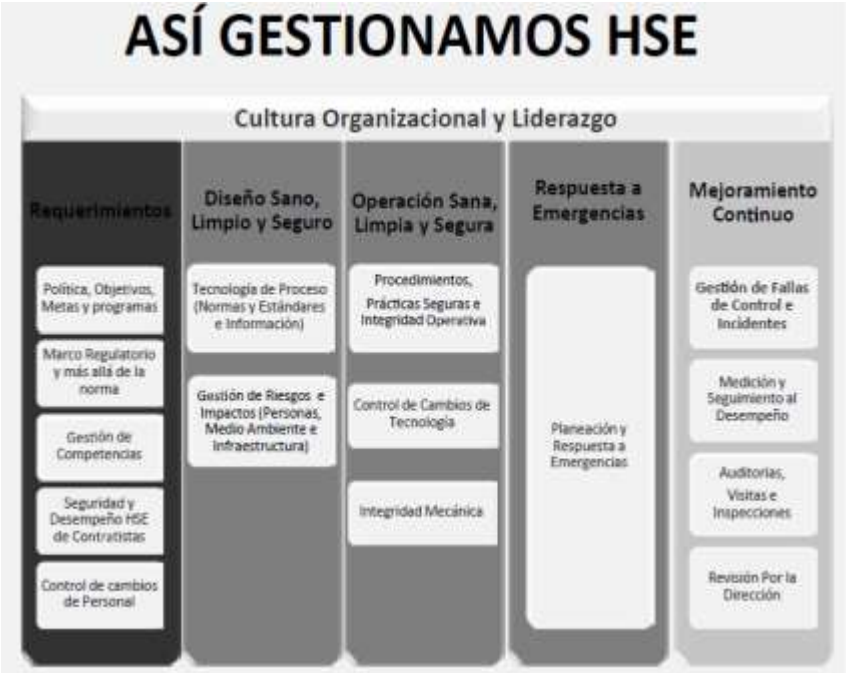 ASÍ GESTIONAMOS HSE
Cultura Organizacional y Liderazgo
Requerimientos
Política, Objetivos,
Metas y programas
Marco Regulatorio
y más allá de la
norma
Gestión de
Competencias
Seguridad y
Desempeño HSE
de Contratistas
Control de cambios
de Personal
Diseño Sano,
Limpio y Seguro
Tecnología de Proceso
(Normas y Estándares
e Información)
Gestión de Riesgos e
Impactos (Personas,
Medio Ambiente e
Infraestructura)
Operación Sana,
Limpia y Segura
Procedimientos,
Prácticas Seguras e
Integridad Operativa
Control de Cambios de
Tecnología
Integridad Mecánica
Respuesta a
Emergencias
Planeación y
Respuesta a
Emergencias
Mejoramiento
Continuo
Gestión de Fallas
de Control e
Incidentes
Medición y
Seguimiento al
Desempeño
Auditorias,
Visitas e
Inspecciones
Revisión Por la
Dirección